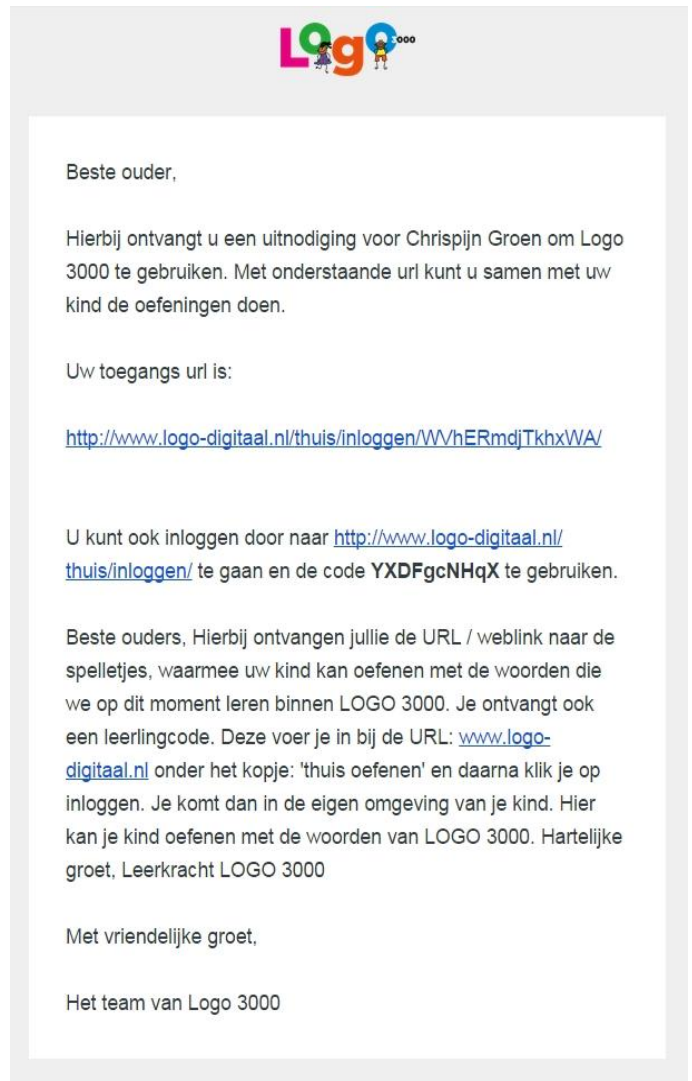 Logo 3000
Beste ouder,
Hierbij ontvangt u een uitnodiging voor Chrispijn Groen om Logo
3000 te gebruiken. Met onderstaande url kunt u samen met uw
kind de oefeningen doen.
Uw toegangs url is:
http://www.logo-digitaal.nl/thuis/inloggen/WVhERmdjTkhxWA/
U kunt ook inloggen door naar http://www.logo-digitaal.nl/
thuis/inloggen/ te gaan en de code YXDFgcNHqX te gebruiken.
Beste ouders, Hierbij ontvangen jullie de URL / weblink naar de
spelletjes, waarmee uw kind kan oefenen met de woorden die
we op dit moment leren binnen LOGO 3000. Je ontvangt ook
een leerlingcode. Deze voer je in bij de URL: www.logo-
digitaal.nl onder het kopje: 'thuis oefenen' en daarna klik je op
inloggen. Je komt dan in de eigen omgeving van je kind. Hier
kan je kind oefenen met de woorden van LOGO 3000. Hartelijke
groet, Leerkracht LOGO 3000
Met vriendelijke groet,
Het team van Logo 3000